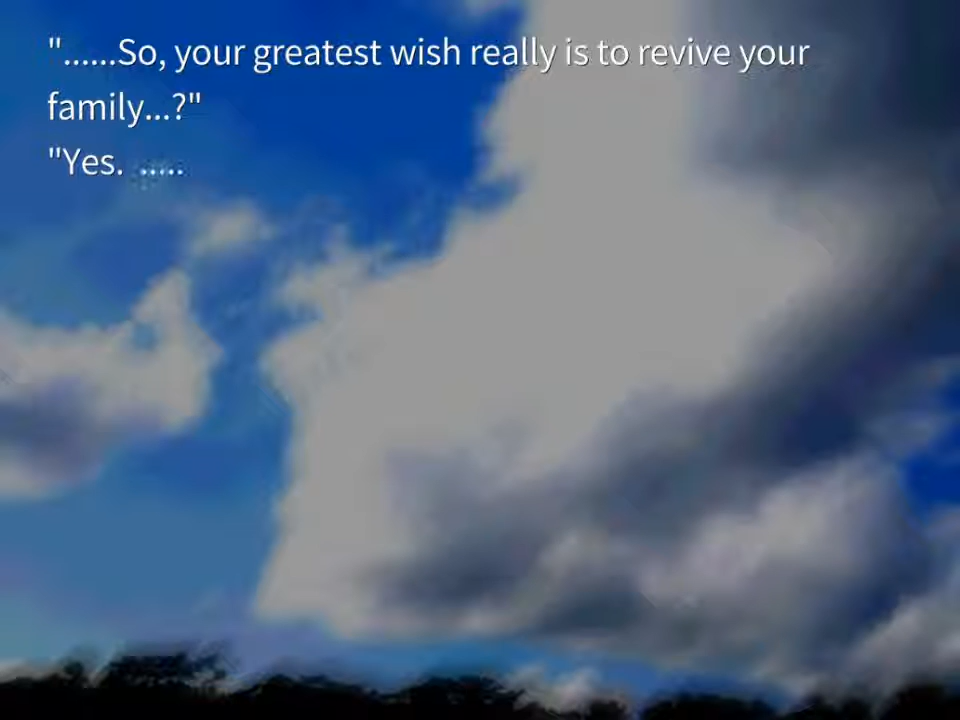 "......So, your greatest wish really is to revive your
family...?"
"Yes.  .....